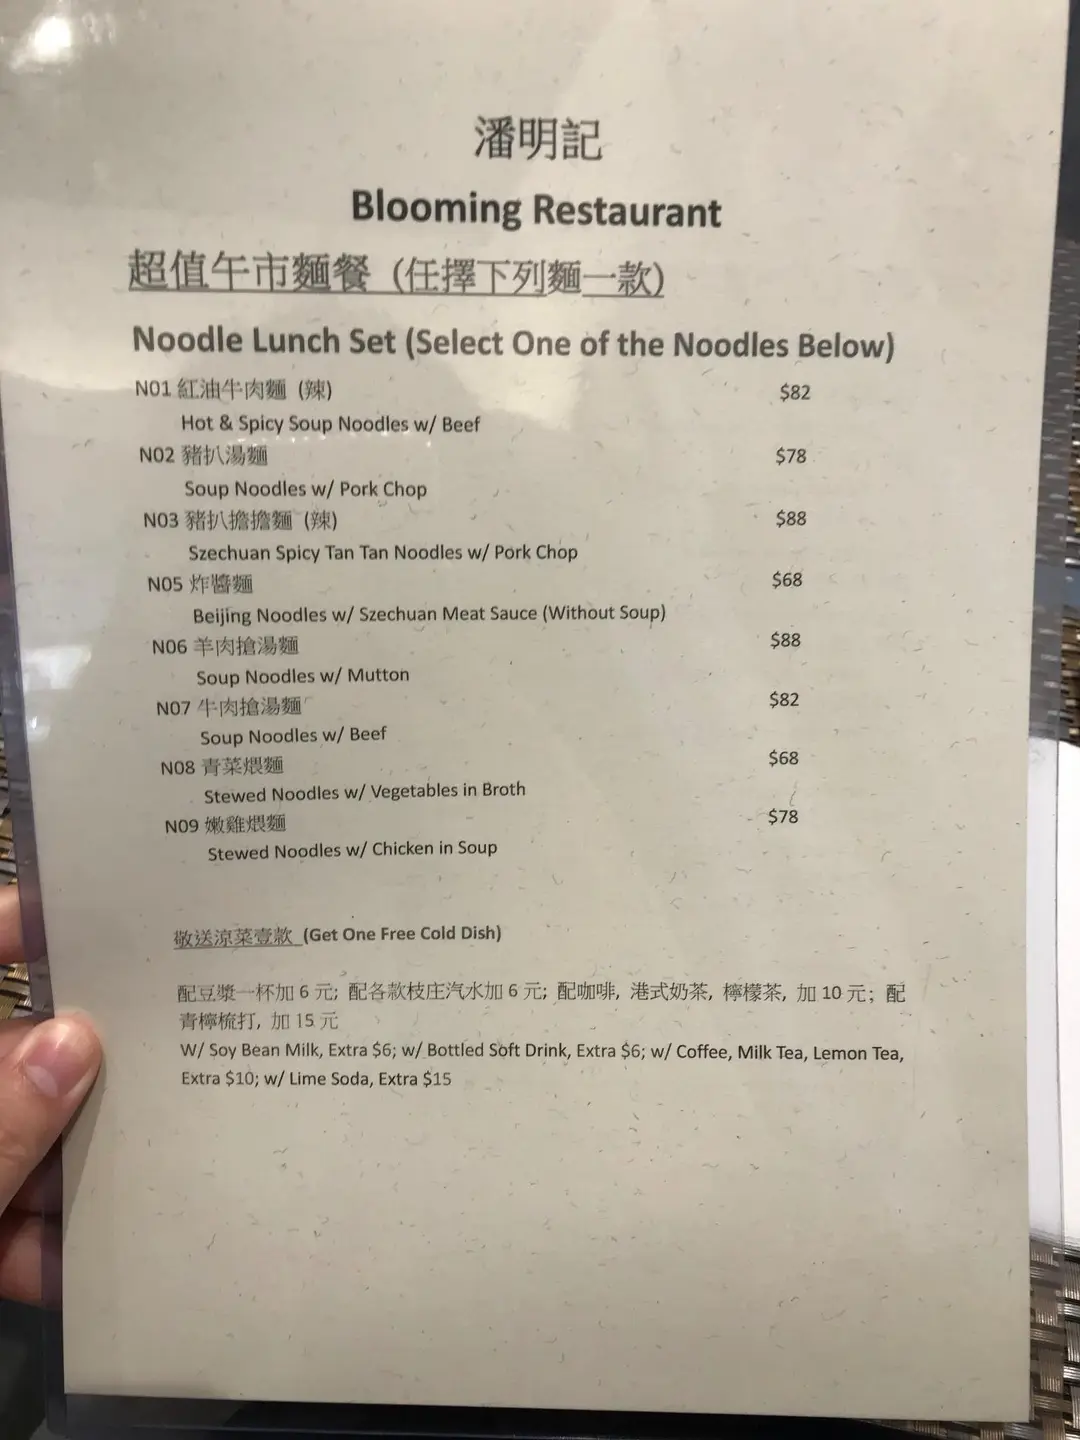 潘明記
Blooming Restaurant
超值午市麵餐 (任擇下列麵一款)
Noodle Lunch Set (Select One of the Noodles Below)
N01 紅油牛肉麵 (辣) $82
Hot & Spicy Soup Noodles w/ Beef
N02 豬扒湯麵 $78
Soup Noodles w/ Pork Chop
N03 豬扒擔擔麵 (辣) $88
Szechuan Spicy Tan Tan Noodles w/ Pork Chop
N05 炸醬麵 $68
Beijing Noodles w/ Szechuan Meat Sauce (Without Soup)
N06 羊肉搶湯麵 $88
Soup Noodles w/ Mutton
N07 牛肉搶湯麵 $82
Soup Noodles w/ Beef
N08 青菜煨麵 $68
Stewed Noodles w/ Vegetables in Broth
N09 嫩雞煨麵 $78
Stewed Noodles w/ Chicken in Soup
敬送涼菜壹款 (Get One Free Cold Dish)
配豆漿一杯加 6 元; 配各款枝庄汽水加 6 元; 配咖啡, 港式奶茶, 檸檬茶, 加 10 元; 配
青檸梳打, 加 15 元
W/ Soy Bean Milk, Extra $6; w/ Bottled Soft Drink, Extra $6; w/ Coffee, Milk Tea, Lemon Tea,
Extra $10; w/ Lime Soda, Extra $15